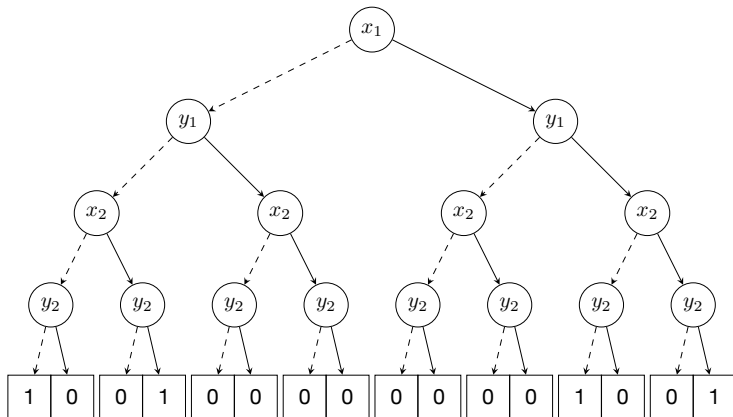 x₁
y₁ y₁
x₂ x₂ x₂ x₂
y₂ y₂ y₂ y₂ y₂ y₂ y₂ y₂
1 0 0 1 0 0 0 0 0 0 0 0 1 0 0 1